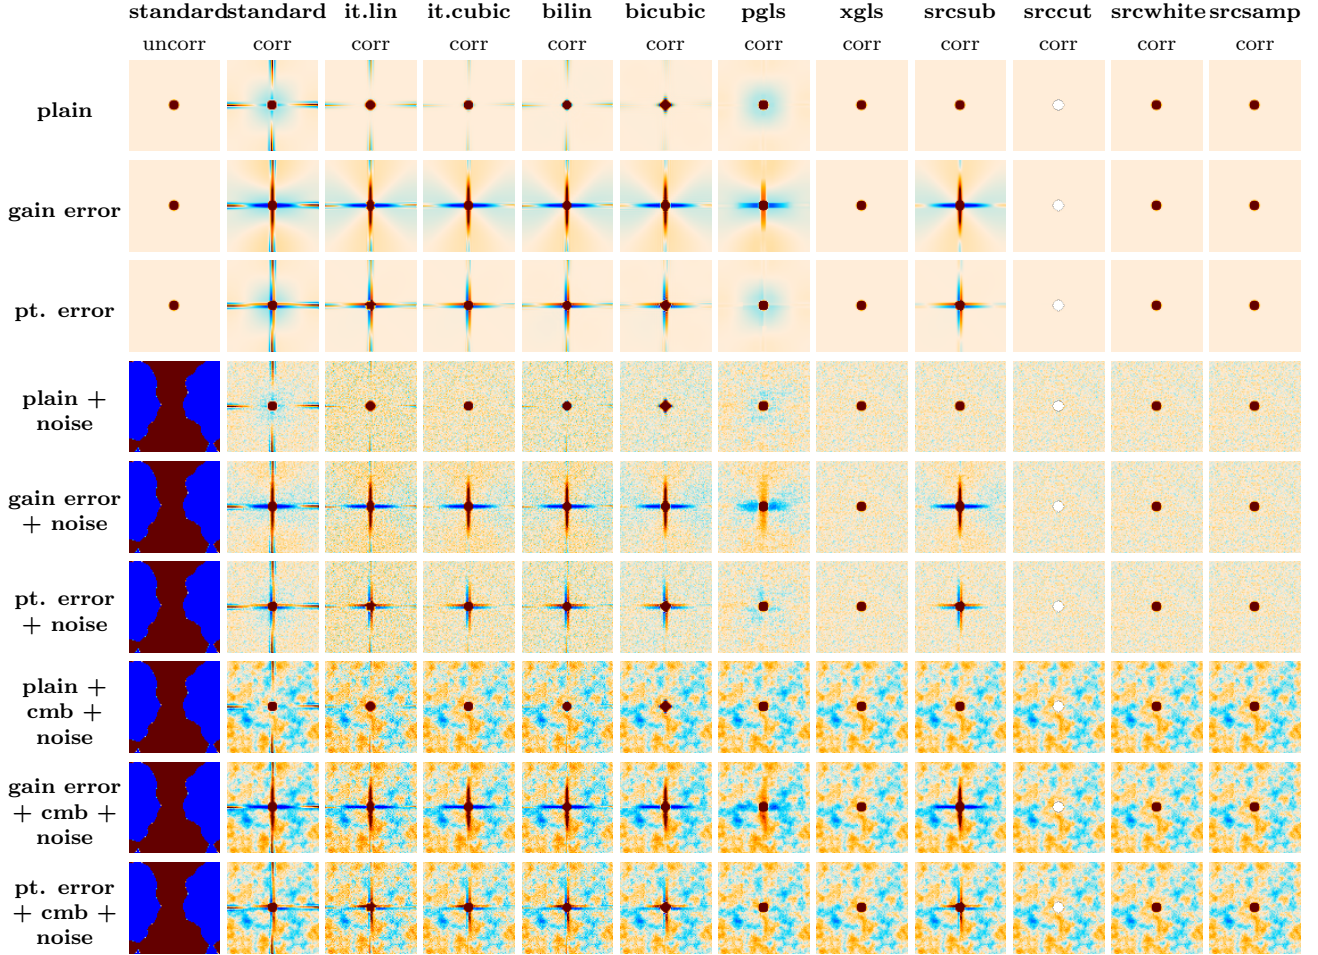 standard standard it.lin it.cubic bilin bicubic pgls xgls srcsub srccut srcwhite srcsamp
uncorr corr corr corr corr corr corr corr corr corr corr corr
plain
gain error
pt. error
plain +
noise
gain error
+ noise
pt. error
+ noise
plain +
cmb +
noise
gain error
+ cmb +
noise
pt. error
+ cmb +
noise